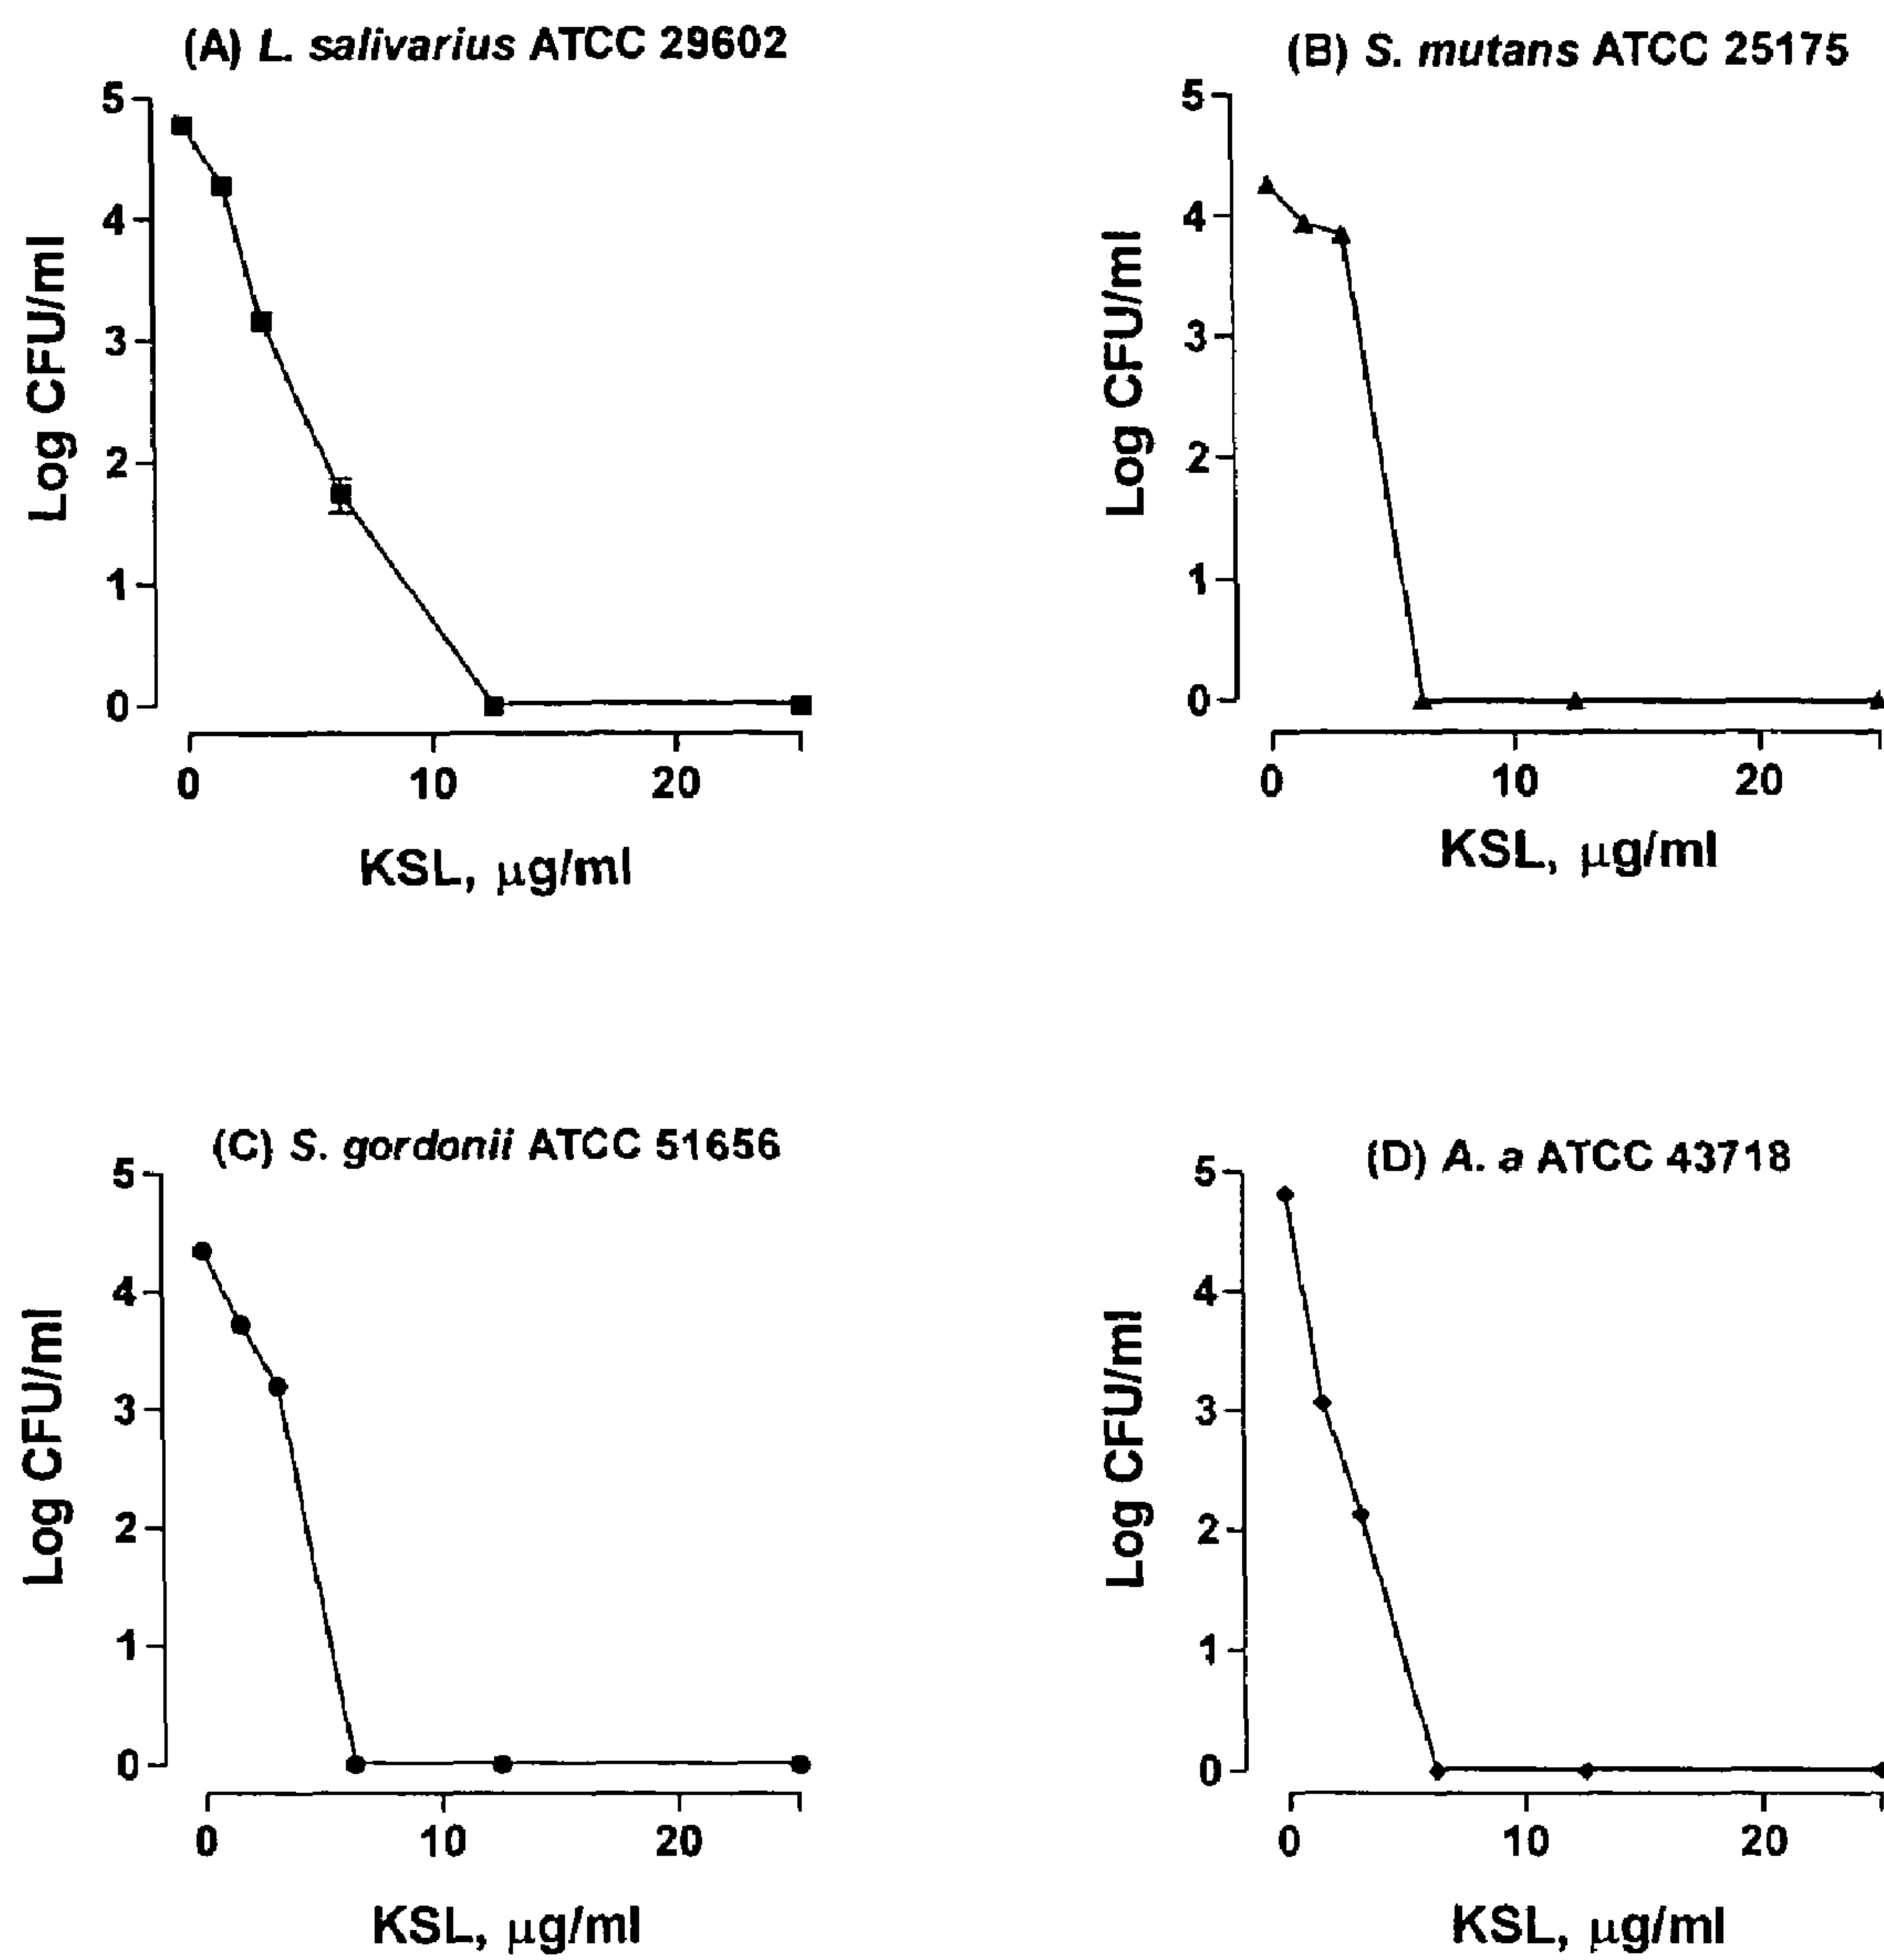 (A) L. salivarius ATCC 29602
5
4
3
2
1
0
Log CFU/ml
0 10 20
KSL, μg/ml
(B) S. mutans ATCC 25175
5
4
3
2
1
0
Log CFU/ml
0 10 20
KSL, μg/ml
(C) S. gordonii ATCC 51656
5
4
3
2
1
0
Log CFU/ml
0 10 20
KSL, μg/ml
(D) A. a ATCC 43718
5
4
3
2
1
0
Log CFU/ml
0 10 20
KSL, μg/ml